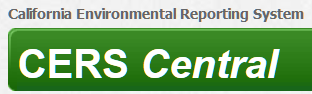 California Environmental Reporting System
CERS Central